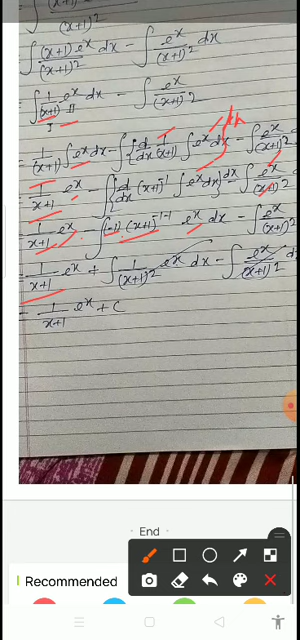 ∫ (x+1)² 
∫ (x+1) eˣ / (x+1)² dx − ∫ eˣ / (x+1)² dx
= ∫ 1/(x+1) eˣ dx − ∫ eˣ / (x+1)²
I II
= 1/(x+1) ∫ eˣ dx − ∫ { d/dx 1/(x+1) ∫ eˣ dx − ∫ eˣ / (x+1)² d
1/(x+1) eˣ − ∫ { d/dx (x+1)⁻¹ ∫ eˣ dx } dx − ∫ eˣ / (x+1)²
1/(x+1) eˣ − ∫ (-1) (x+1)⁻¹⁻¹ eˣ dx − ∫ eˣ / (x+1)²
= 1/(x+1) eˣ + ∫ 1/(x+1)² eˣ dx − ∫ eˣ / (x+1)² d
= 1/(x+1) eˣ + C
· End ·
Recommended